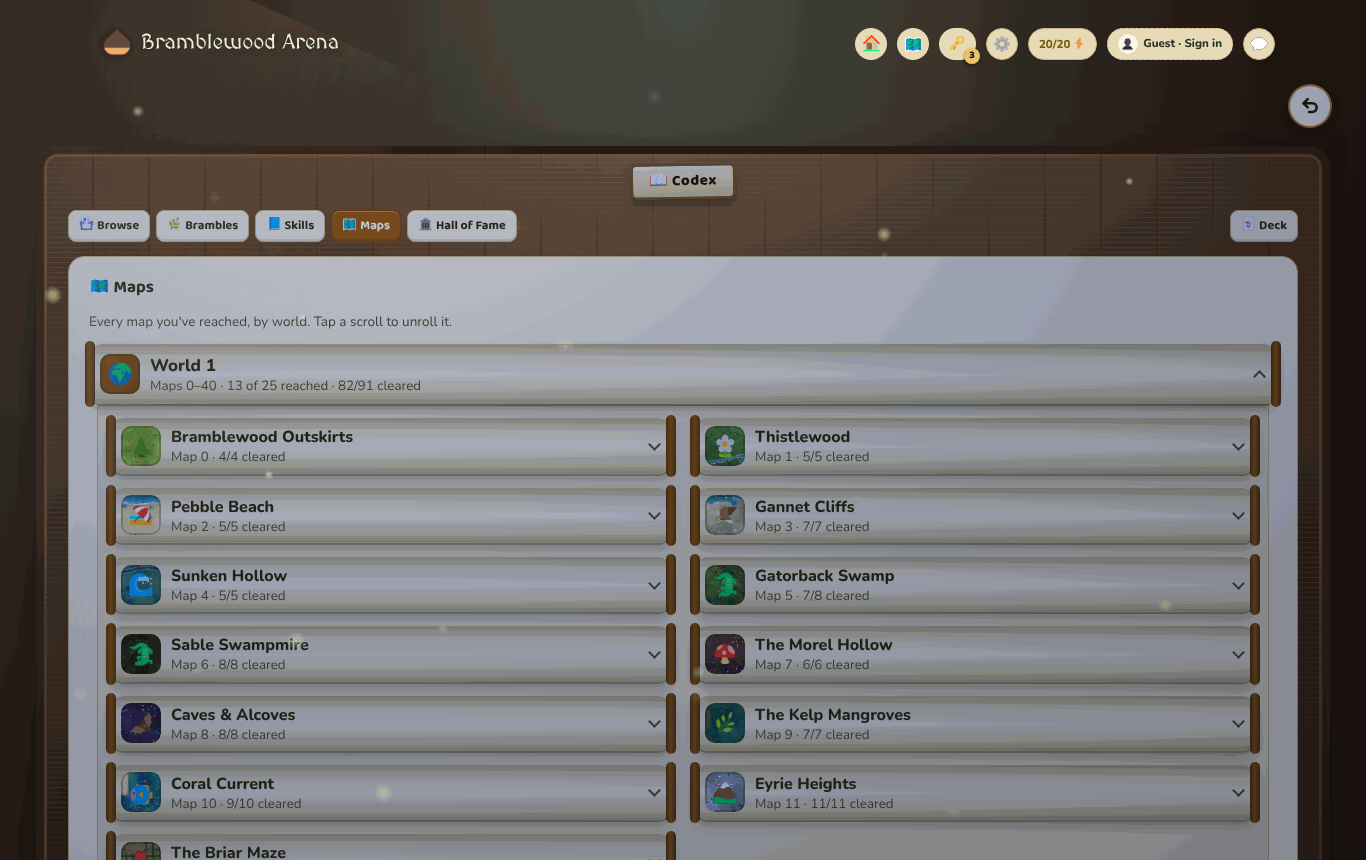 Bramblewood Arena
3
20/20
Guest · Sign in
Codex
Browse
Brambles
Skills
Maps
Hall of Fame
Deck
Maps
Every map you've reached, by world. Tap a scroll to unroll it.
World 1
Maps 0–40 · 13 of 25 reached · 82/91 cleared
Bramblewood Outskirts
Map 0 · 4/4 cleared
Thistlewood
Map 1 · 5/5 cleared
Pebble Beach
Map 2 · 5/5 cleared
Gannet Cliffs
Map 3 · 7/7 cleared
Sunken Hollow
Map 4 · 5/5 cleared
Gatorback Swamp
Map 5 · 7/8 cleared
Sable Swampmire
Map 6 · 8/8 cleared
The Morel Hollow
Map 7 · 6/6 cleared
Caves & Alcoves
Map 8 · 8/8 cleared
The Kelp Mangroves
Map 9 · 7/7 cleared
Coral Current
Map 10 · 9/10 cleared
Eyrie Heights
Map 11 · 11/11 cleared
The Briar Maze